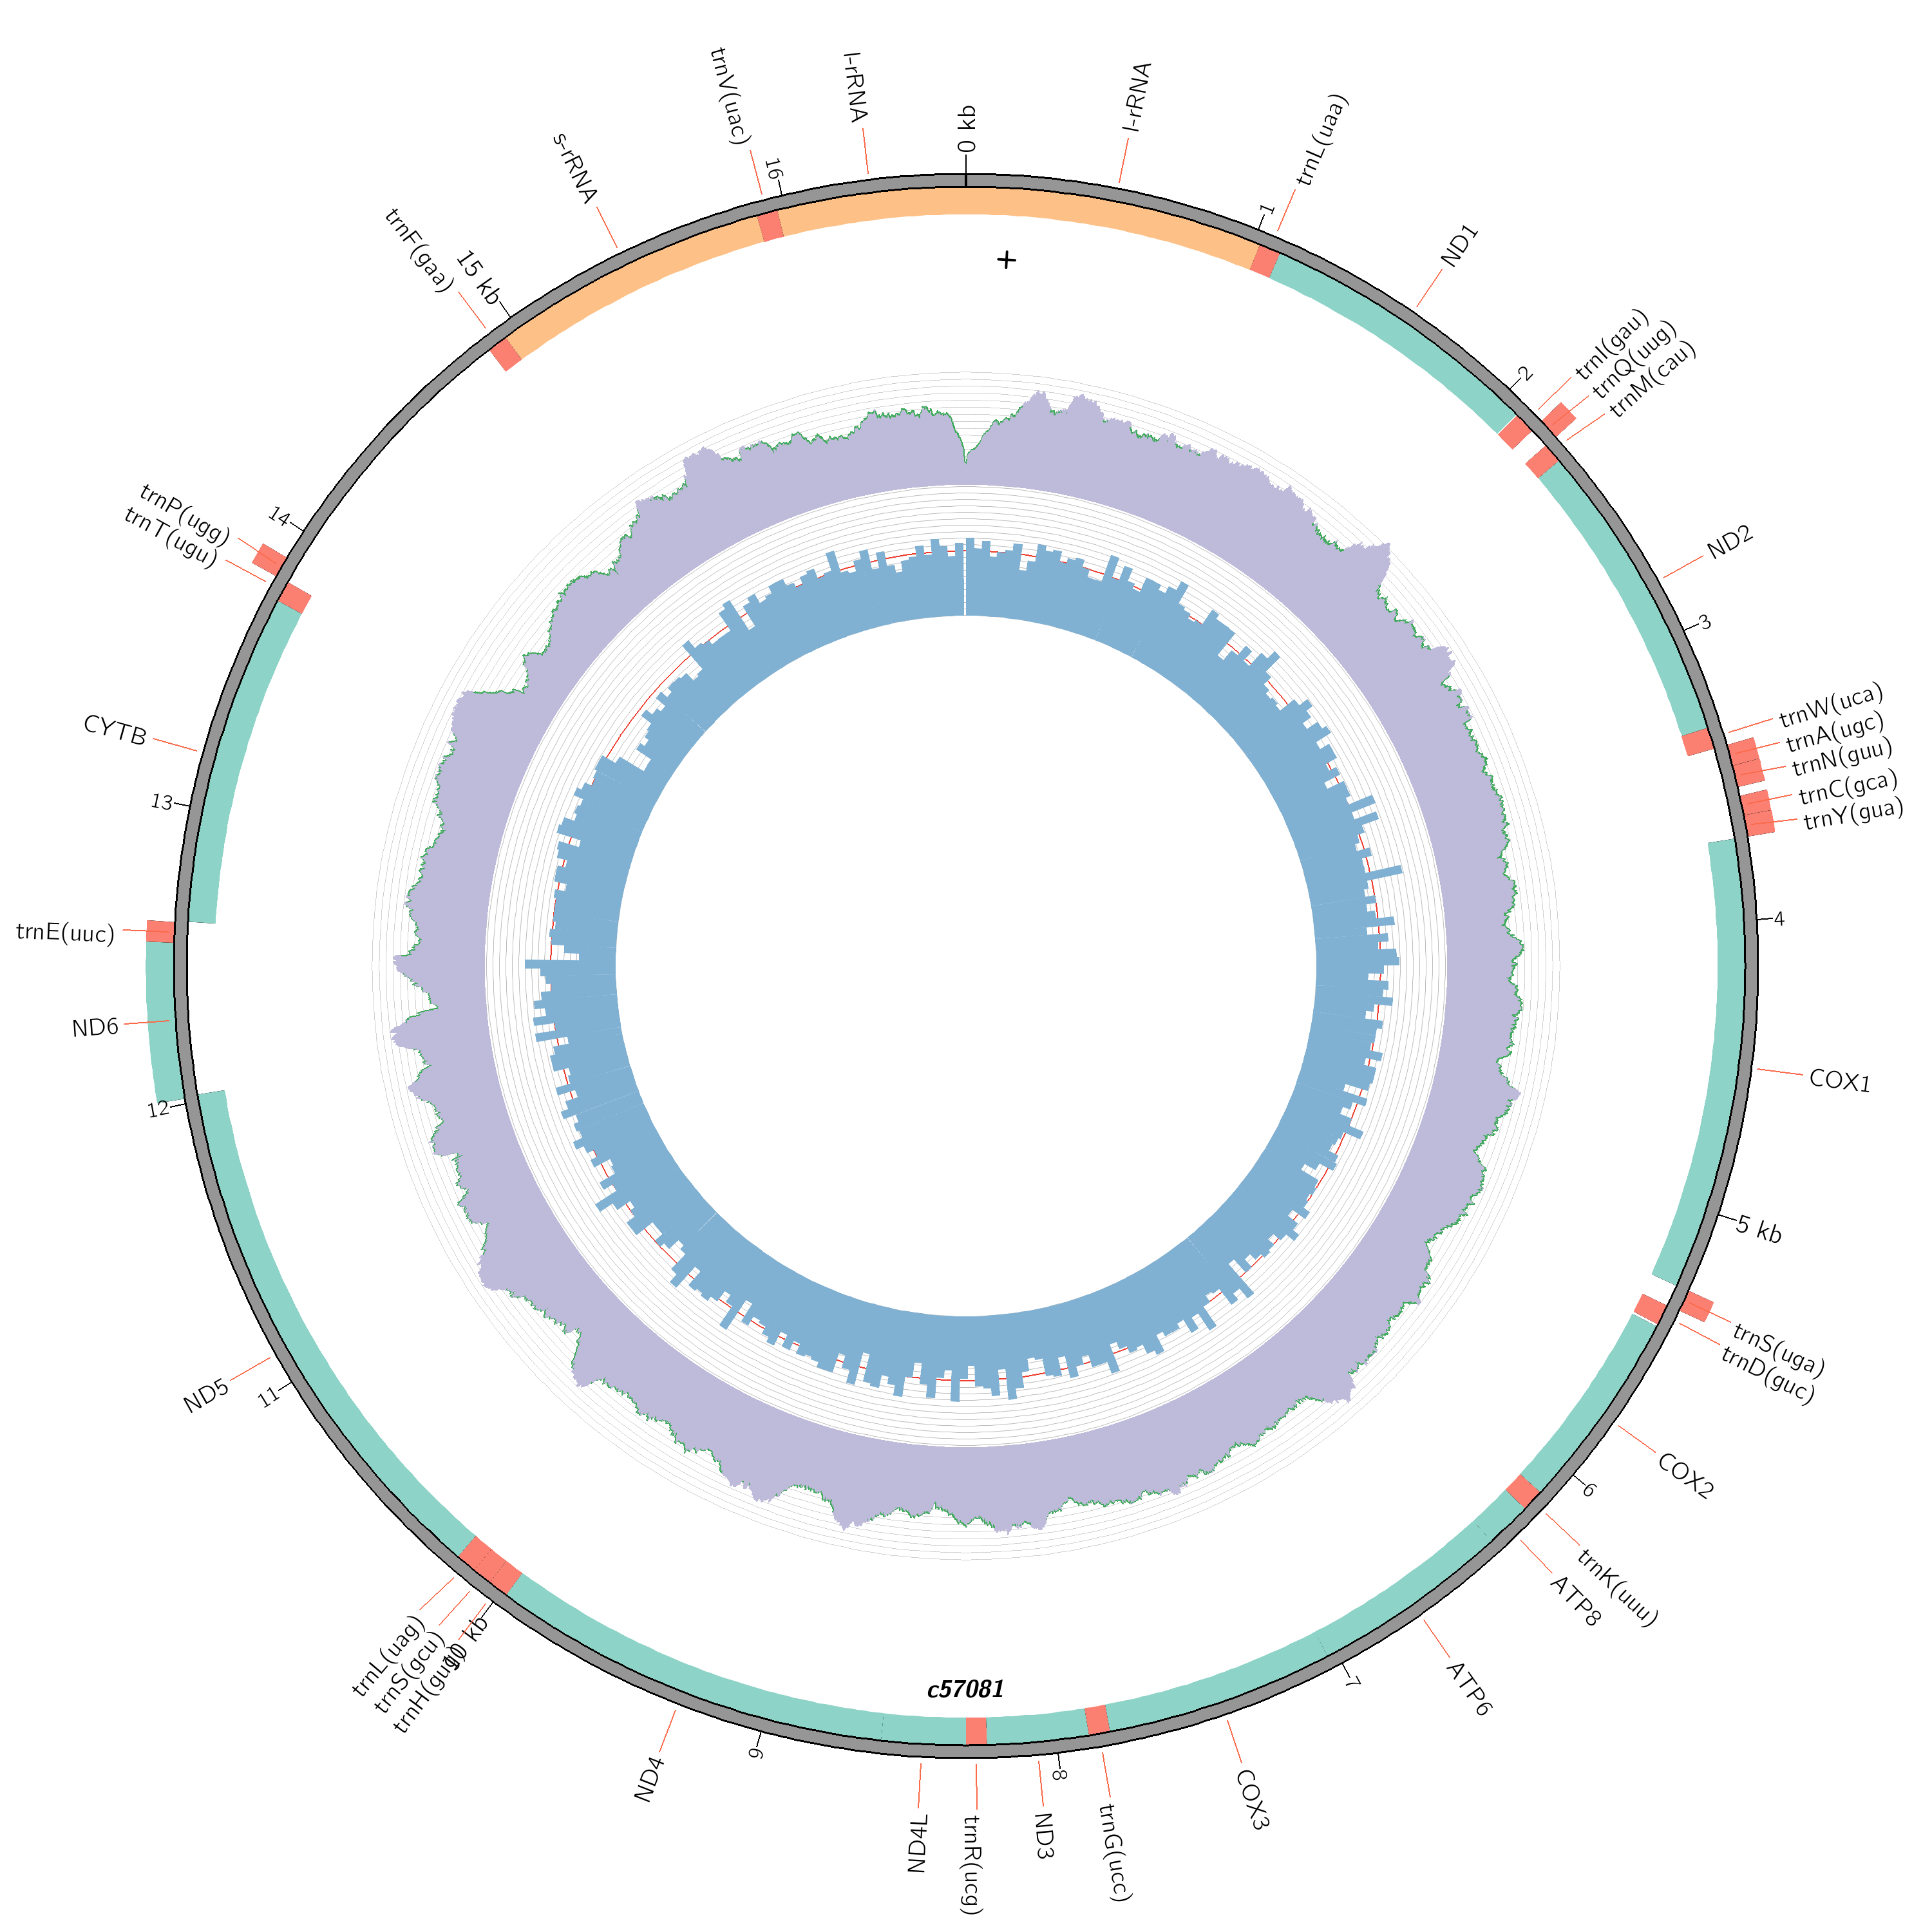 0 kb
l-rRNA
trnL(uaa)
1
ND1
2
trnI(gau)
trnQ(uug)
trnM(cau)
ND2
3
trnW(uca)
trnA(ugc)
trnN(guu)
trnC(gca)
trnY(gua)
4
COX1
5 kb
trnS(uga)
trnD(guc)
COX2
6
trnK(uuu)
ATP8
ATP6
7
COX3
trnG(ucc)
8
ND3
trnR(ucg)
ND4L
9
ND4
10 kb
trnH(gug)
trnS(gcu)
trnL(uag)
11
ND5
12
ND6
trnE(uuc)
13
CYTB
trnT(ugu)
trnP(ugg)
14
trnF(gaa)
15 kb
s-rRNA
trnV(uac)
16
l-rRNA
+
c57081